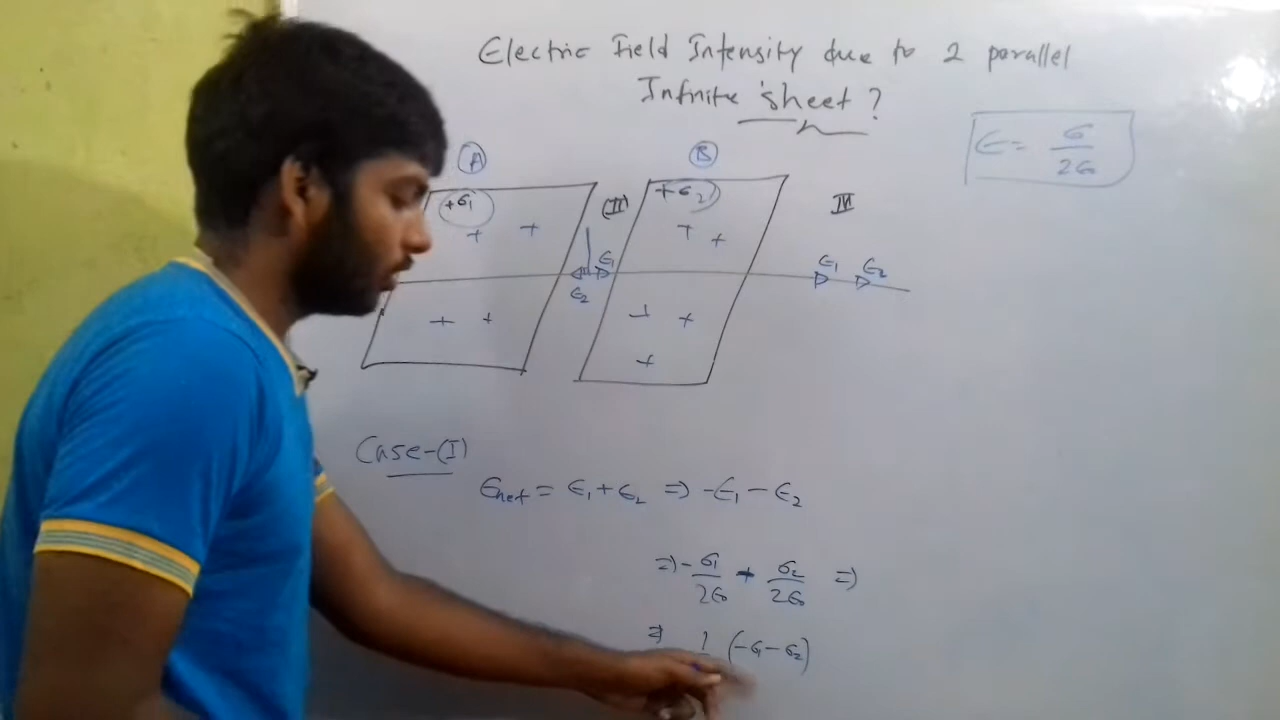 Electric Field Intensity due to 2 parallel
Infinite sheet ?
E = σ/2ε₀
A
B
+σ₁
(II)
+σ₂
III
+ +
+ +
E₁
E₂
E₁ E₂
+ +
+ +
+
Case-(I)
Enet = E₁ + E₂ ⇒ -E₁ - E₂
⇒ - σ₁/2ε₀ - σ₂/2ε₀ ⇒
⇒ 1 (-σ₁ - σ₂)